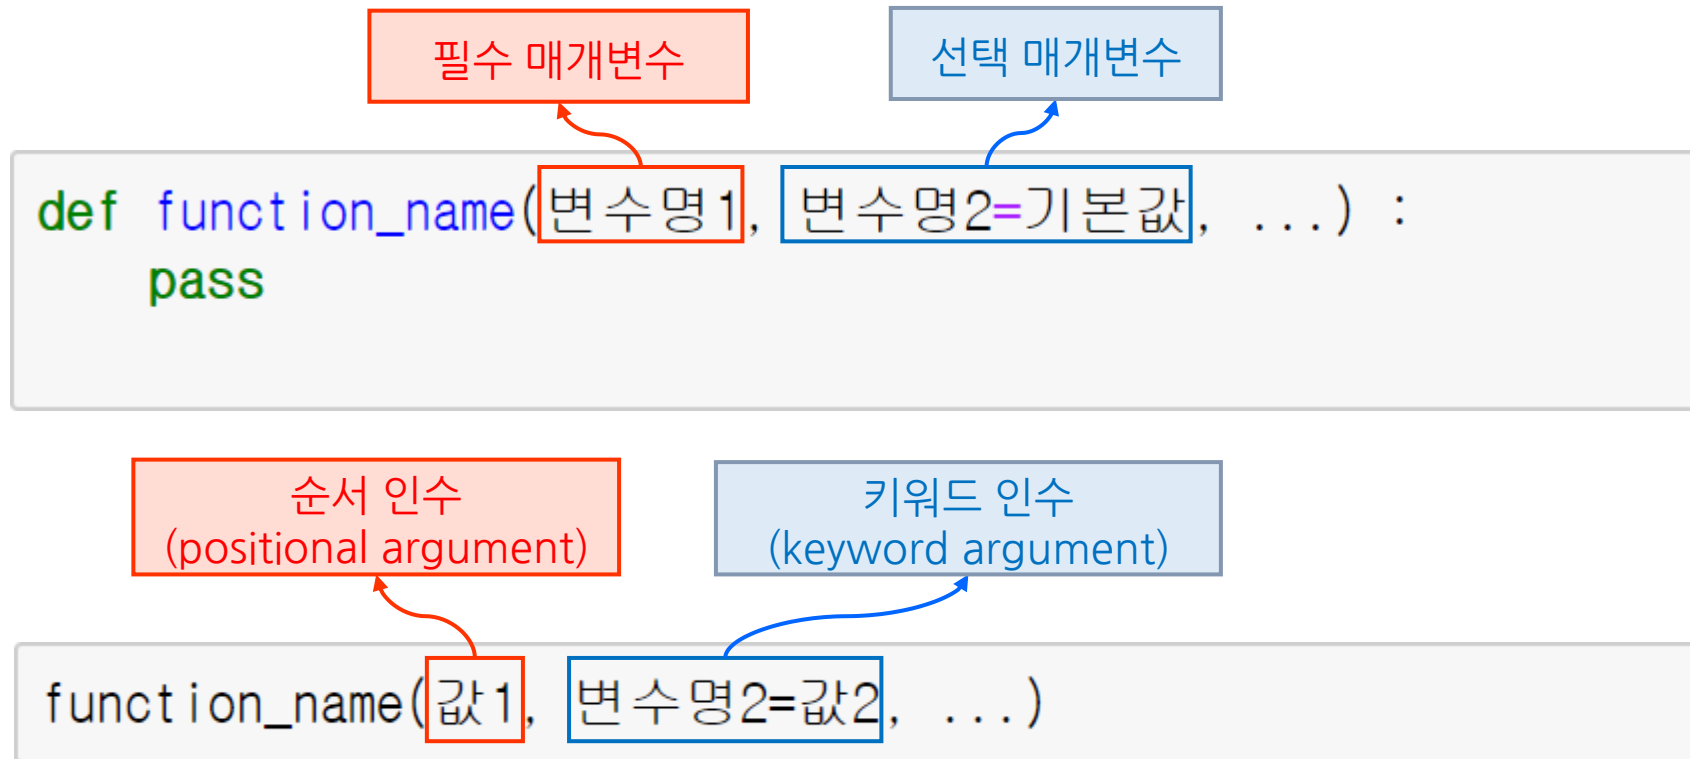 필수 매개변수
선택 매개변수
def function_name(변수명1, 변수명2=기본값, ...) :
pass
순서 인수
(positional argument)
키워드 인수
(keyword argument)
function_name(값1, 변수명2=값2, ...)